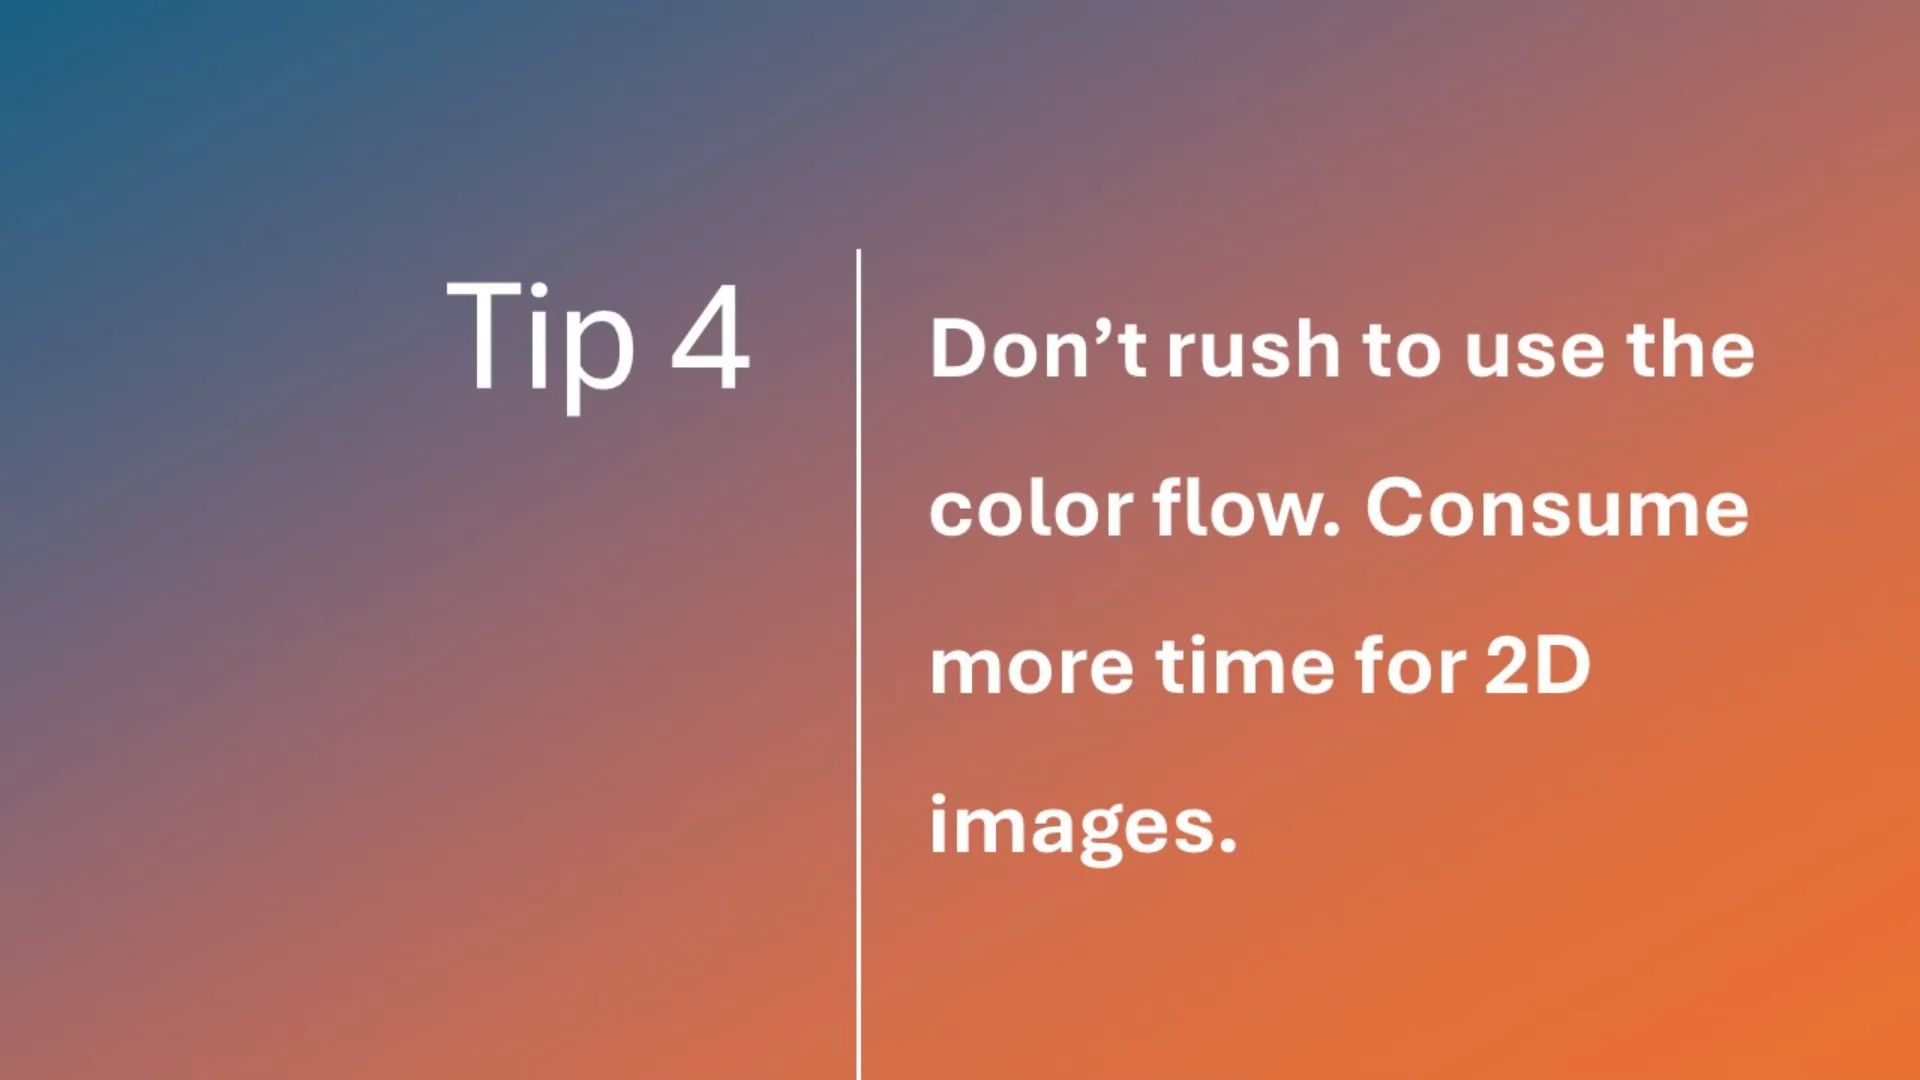 Tip 4
Don’t rush to use the
color flow. Consume
more time for 2D
images.